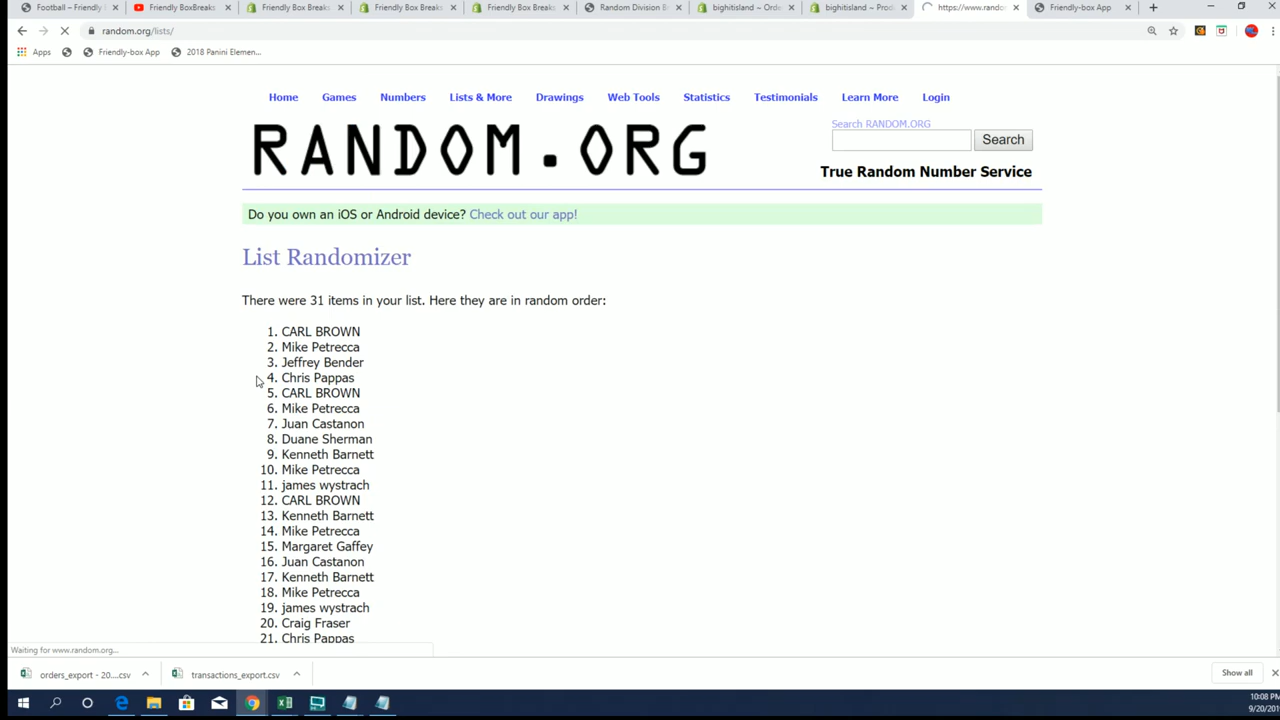 Football – Friendly
Friendly BoxBreaks
Friendly Box Breaks
Friendly Box Breaks
Friendly Box Breaks
Random Division Br
bighitisland ~ Orde
bighitisland ~ Prod
https://www.rando
Friendly-box App
random.org/lists/
Apps
Friendly-box App
2018 Panini Elemen...
Home Games Numbers Lists & More Drawings Web Tools Statistics Testimonials Learn More Login
Search RANDOM.ORG
RANDOM.ORG
Search
True Random Number Service
Do you own an iOS or Android device? Check out our app!
List Randomizer
There were 31 items in your list. Here they are in random order:
1. CARL BROWN
2. Mike Petrecca
3. Jeffrey Bender
4. Chris Pappas
5. CARL BROWN
6. Mike Petrecca
7. Juan Castanon
8. Duane Sherman
9. Kenneth Barnett
10. Mike Petrecca
11. james wystrach
12. CARL BROWN
13. Kenneth Barnett
14. Mike Petrecca
15. Margaret Gaffey
16. Juan Castanon
17. Kenneth Barnett
18. Mike Petrecca
19. james wystrach
20. Craig Fraser
21. Chris Pappas
Waiting for www.random.org...
orders_export - 20....csv
transactions_export.csv
Show all
10:08 PM
9/20/201